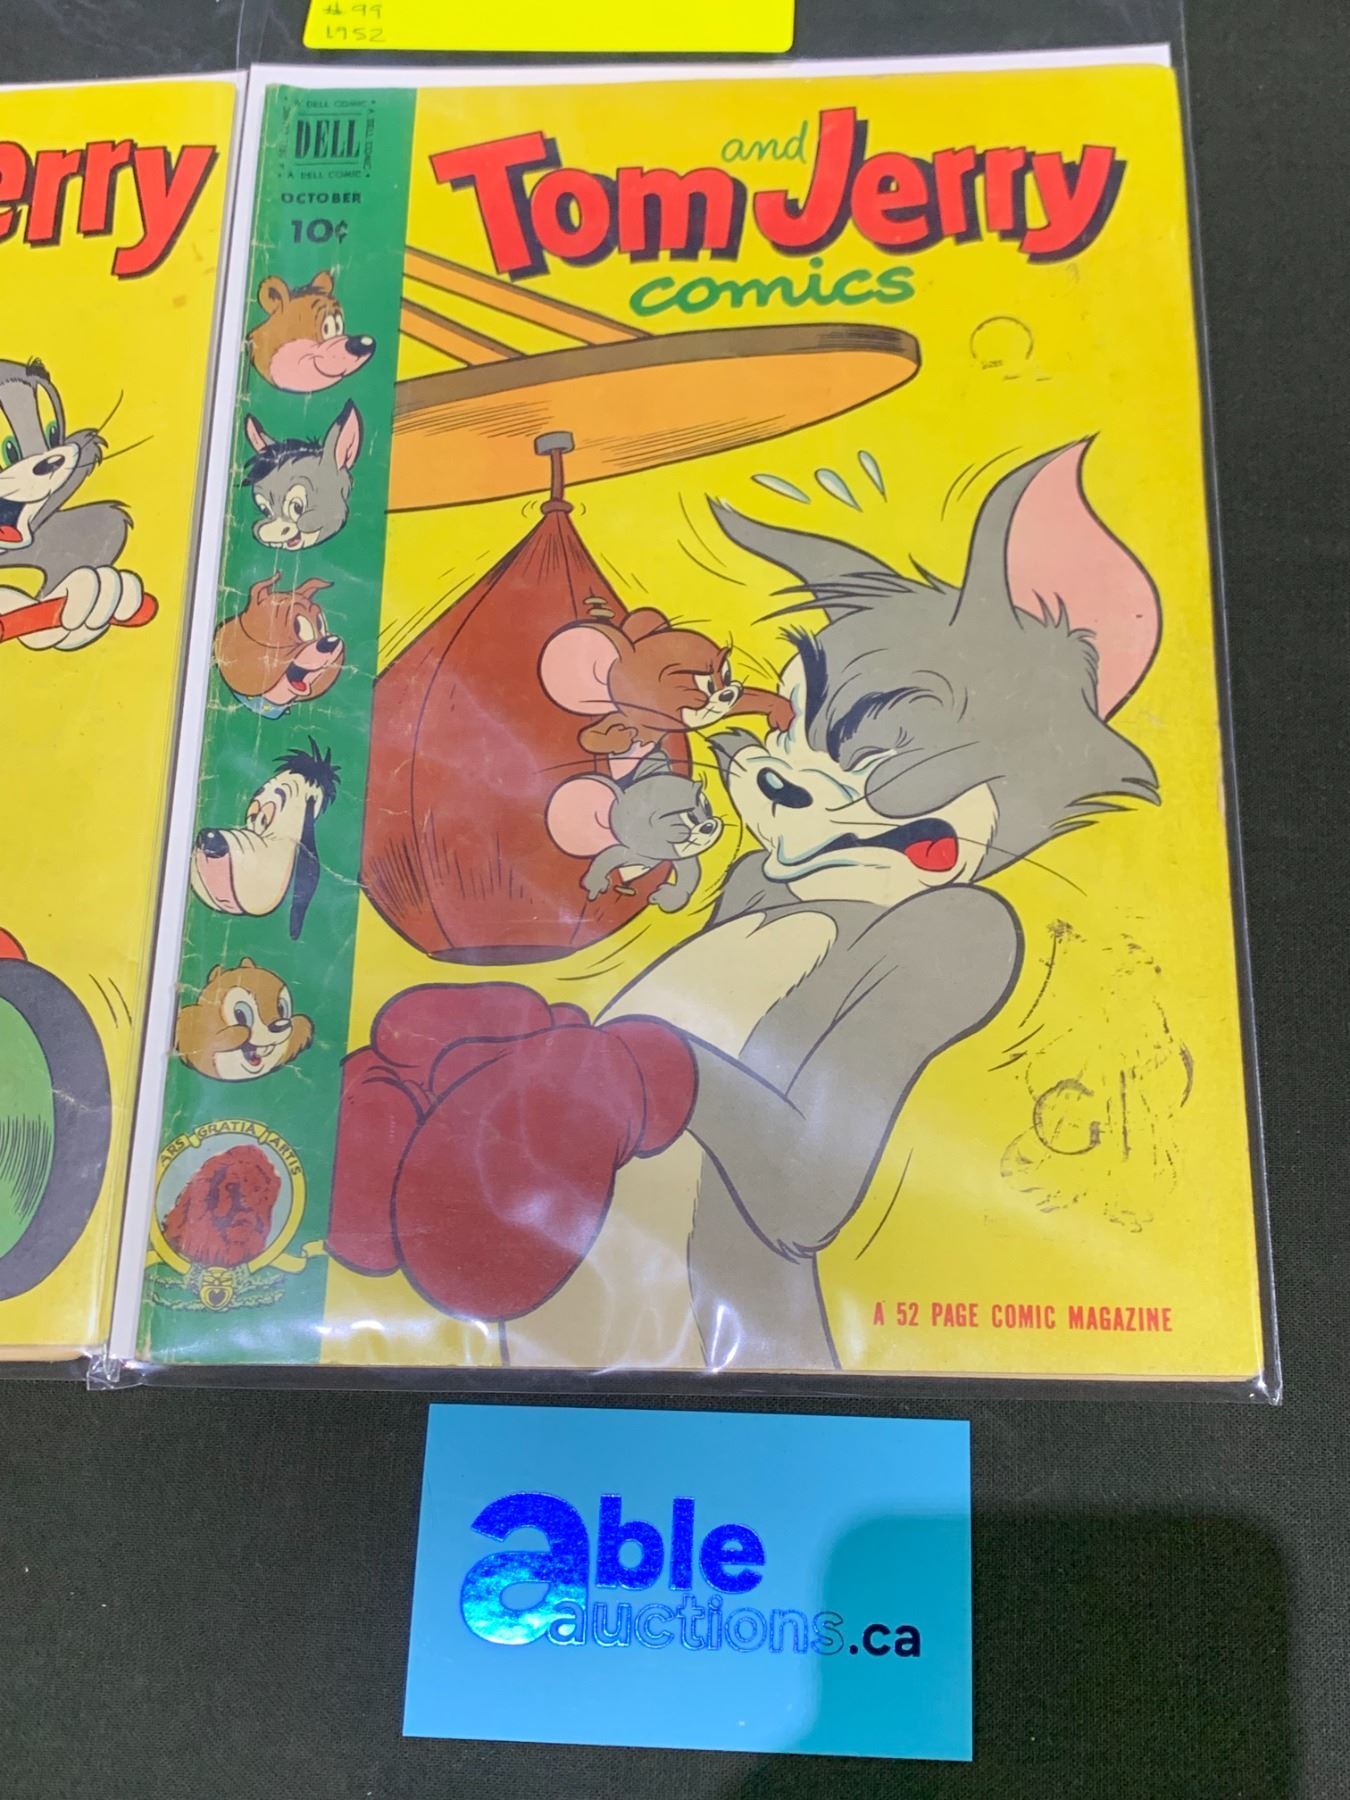 # 99
1952
erry
A DELL COMIC
DELL
A DELL COMIC
OCTOBER
10¢
Tom and Jerry
comics
ARS GRATIA ARTIS
A 52 PAGE COMIC MAGAZINE
able
auctions.ca